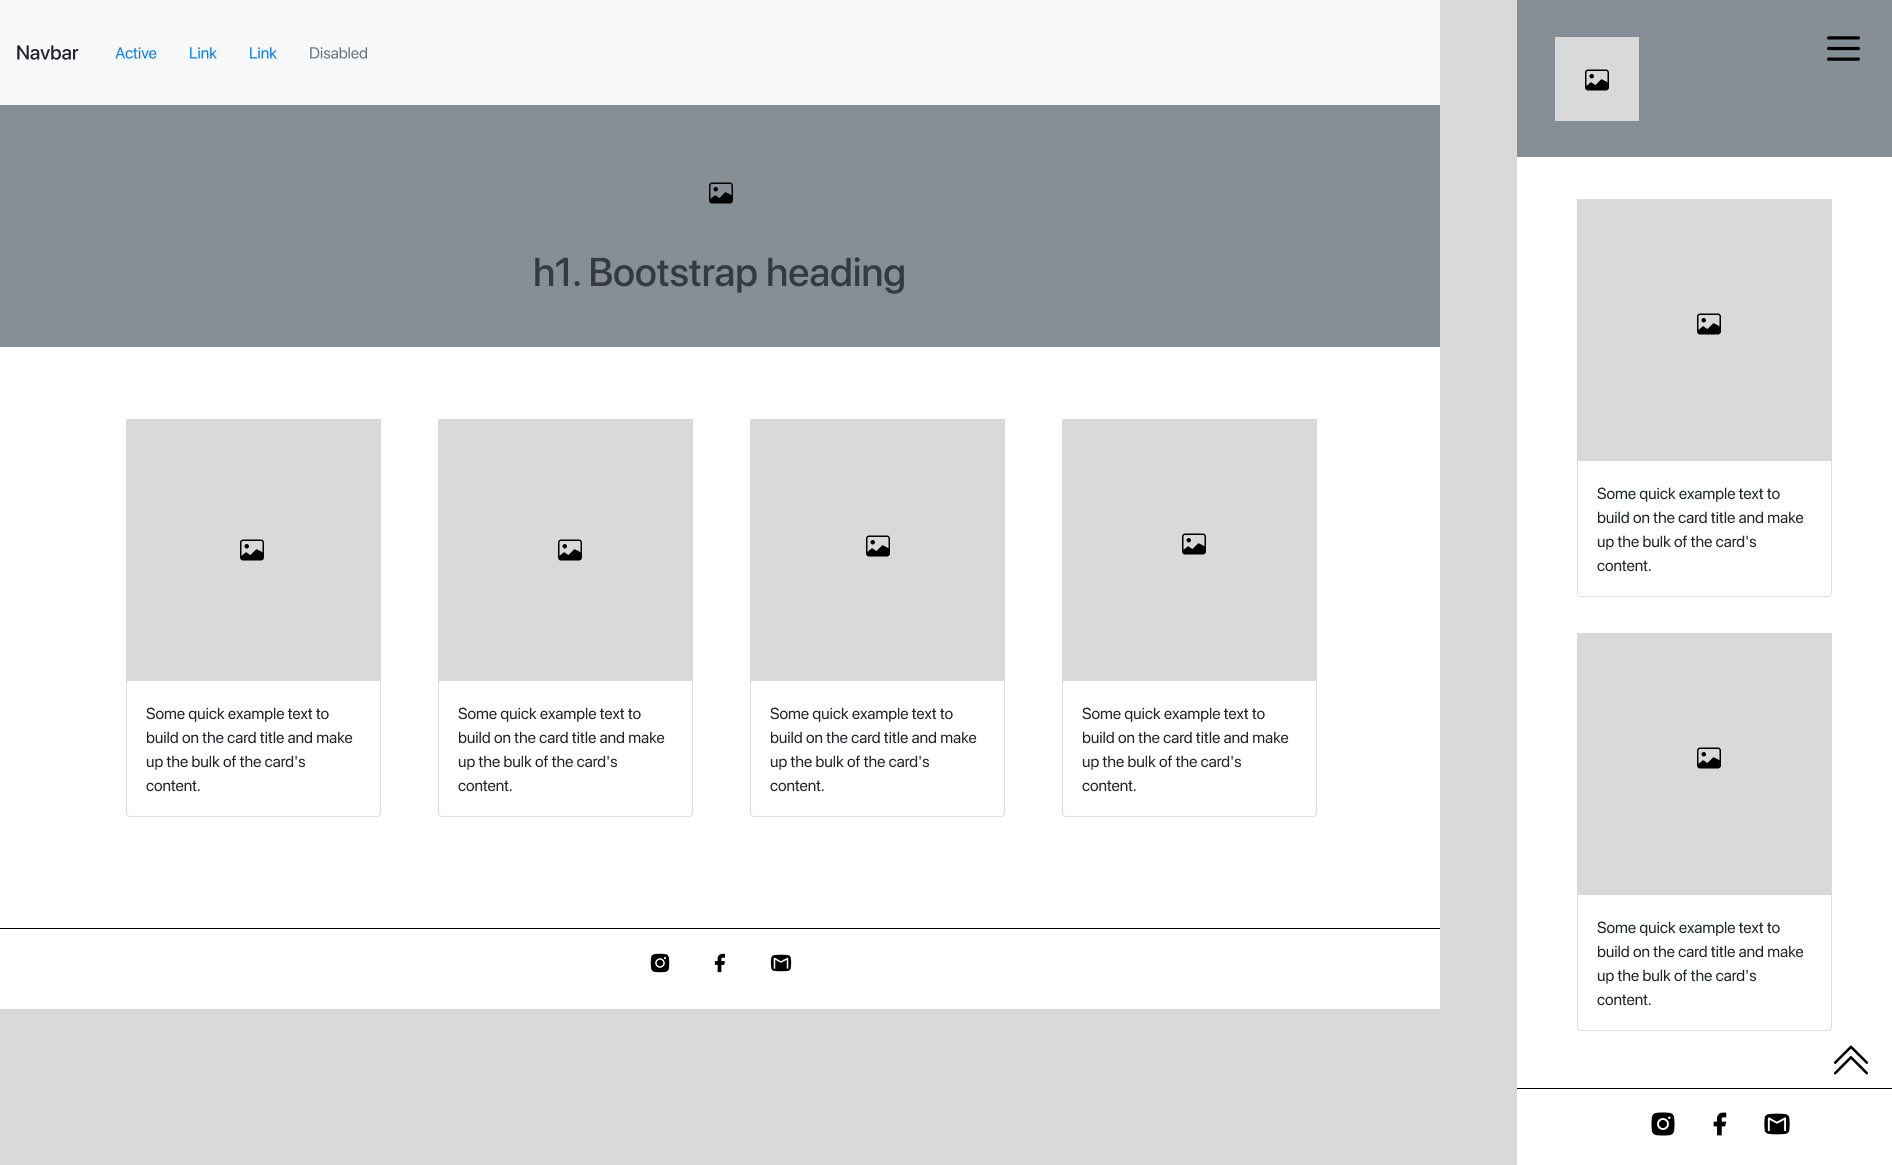 Navbar Active Link Link Disabled
h1. Bootstrap heading
Some quick example text to
build on the card title and make
up the bulk of the card's
content.
Some quick example text to
build on the card title and make
up the bulk of the card's
content.
Some quick example text to
build on the card title and make
up the bulk of the card's
content.
Some quick example text to
build on the card title and make
up the bulk of the card's
content.
Some quick example text to
build on the card title and make
up the bulk of the card's
content.
Some quick example text to
build on the card title and make
up the bulk of the card's
content.